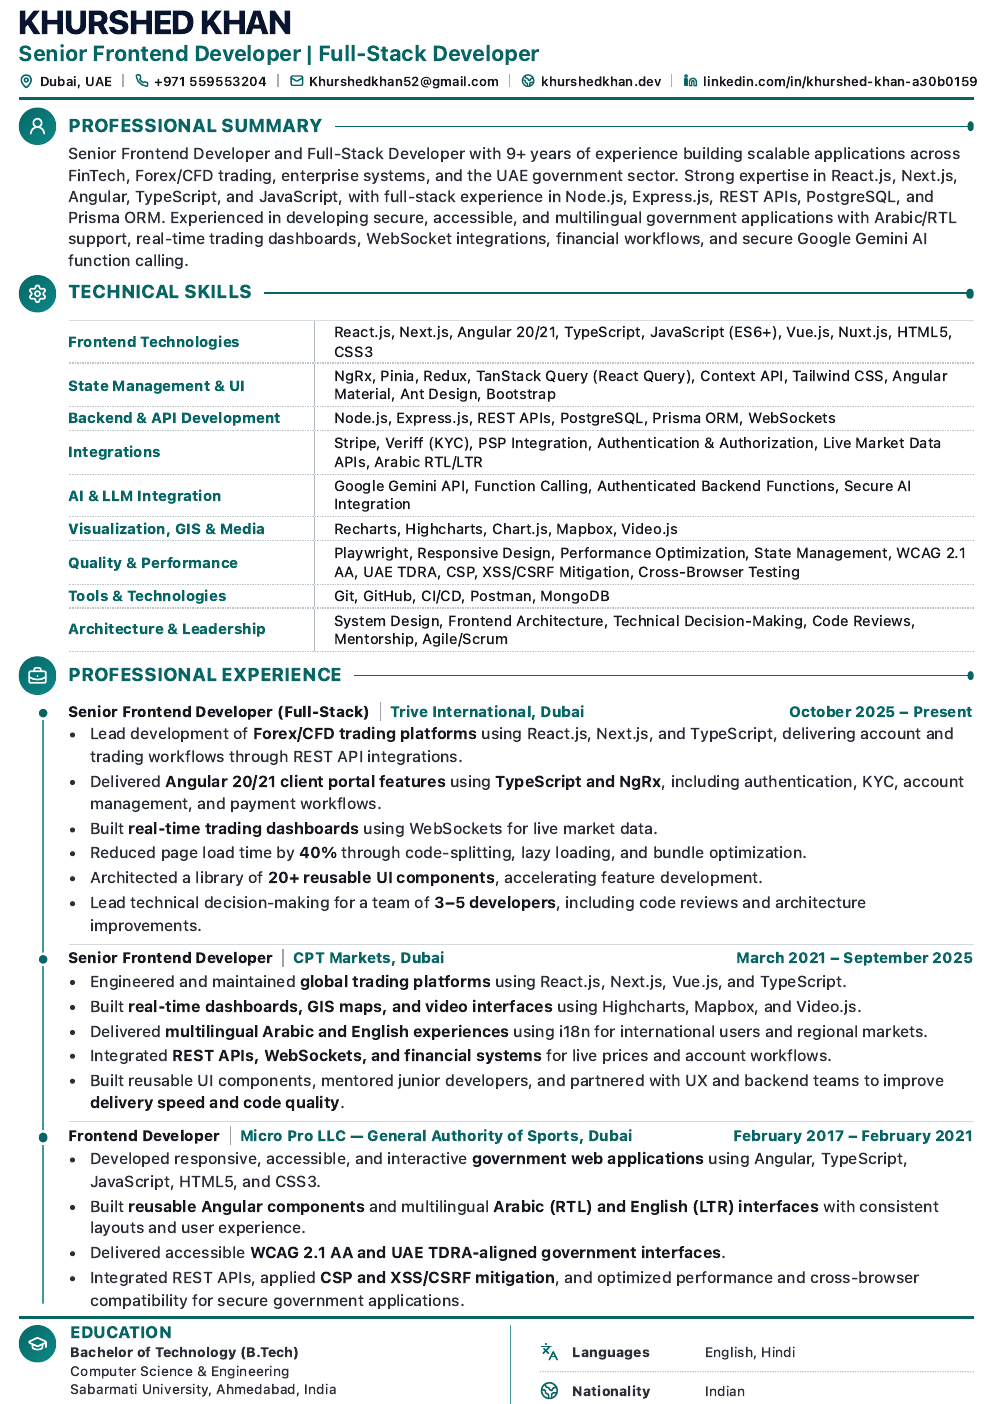 KHURSHED KHAN
Senior Frontend Developer | Full-Stack Developer
Dubai, UAE | +971 559553204 | Khurshedkhan52@gmail.com | khurshedkhan.dev | linkedin.com/in/khurshed-khan-a30b0159
PROFESSIONAL SUMMARY
Senior Frontend Developer and Full-Stack Developer with 9+ years of experience building scalable applications across
FinTech, Forex/CFD trading, enterprise systems, and the UAE government sector. Strong expertise in React.js, Next.js,
Angular, TypeScript, and JavaScript, with full-stack experience in Node.js, Express.js, REST APIs, PostgreSQL, and
Prisma ORM. Experienced in developing secure, accessible, and multilingual government applications with Arabic/RTL
support, real-time trading dashboards, WebSocket integrations, financial workflows, and secure Google Gemini AI
function calling.
TECHNICAL SKILLS
Frontend Technologies
React.js, Next.js, Angular 20/21, TypeScript, JavaScript (ES6+), Vue.js, Nuxt.js, HTML5,
CSS3
State Management & UI
NgRx, Pinia, Redux, TanStack Query (React Query), Context API, Tailwind CSS, Angular
Material, Ant Design, Bootstrap
Backend & API Development
Node.js, Express.js, REST APIs, PostgreSQL, Prisma ORM, WebSockets
Integrations
Stripe, Veriff (KYC), PSP Integration, Authentication & Authorization, Live Market Data
APIs, Arabic RTL/LTR
AI & LLM Integration
Google Gemini API, Function Calling, Authenticated Backend Functions, Secure AI
Integration
Visualization, GIS & Media
Recharts, Highcharts, Chart.js, Mapbox, Video.js
Quality & Performance
Playwright, Responsive Design, Performance Optimization, State Management, WCAG 2.1
AA, UAE TDRA, CSP, XSS/CSRF Mitigation, Cross-Browser Testing
Tools & Technologies
Git, GitHub, CI/CD, Postman, MongoDB
Architecture & Leadership
System Design, Frontend Architecture, Technical Decision-Making, Code Reviews,
Mentorship, Agile/Scrum
PROFESSIONAL EXPERIENCE
Senior Frontend Developer (Full-Stack) | Trive International, Dubai October 2025 – Present
• Lead development of Forex/CFD trading platforms using React.js, Next.js, and TypeScript, delivering account and
trading workflows through REST API integrations.
• Delivered Angular 20/21 client portal features using TypeScript and NgRx, including authentication, KYC, account
management, and payment workflows.
• Built real-time trading dashboards using WebSockets for live market data.
• Reduced page load time by 40% through code-splitting, lazy loading, and bundle optimization.
• Architected a library of 20+ reusable UI components, accelerating feature development.
• Lead technical decision-making for a team of 3–5 developers, including code reviews and architecture
improvements.
Senior Frontend Developer | CPT Markets, Dubai March 2021 – September 2025
• Engineered and maintained global trading platforms using React.js, Next.js, Vue.js, and TypeScript.
• Built real-time dashboards, GIS maps, and video interfaces using Highcharts, Mapbox, and Video.js.
• Delivered multilingual Arabic and English experiences using i18n for international users and regional markets.
• Integrated REST APIs, WebSockets, and financial systems for live prices and account workflows.
• Built reusable UI components, mentored junior developers, and partnered with UX and backend teams to improve
delivery speed and code quality.
Frontend Developer | Micro Pro LLC — General Authority of Sports, Dubai February 2017 – February 2021
• Developed responsive, accessible, and interactive government web applications using Angular, TypeScript,
JavaScript, HTML5, and CSS3.
• Built reusable Angular components and multilingual Arabic (RTL) and English (LTR) interfaces with consistent
layouts and user experience.
• Delivered accessible WCAG 2.1 AA and UAE TDRA-aligned government interfaces.
• Integrated REST APIs, applied CSP and XSS/CSRF mitigation, and optimized performance and cross-browser
compatibility for secure government applications.
EDUCATION
Bachelor of Technology (B.Tech)
Computer Science & Engineering
Sabarmati University, Ahmedabad, India
Languages English, Hindi
Nationality Indian